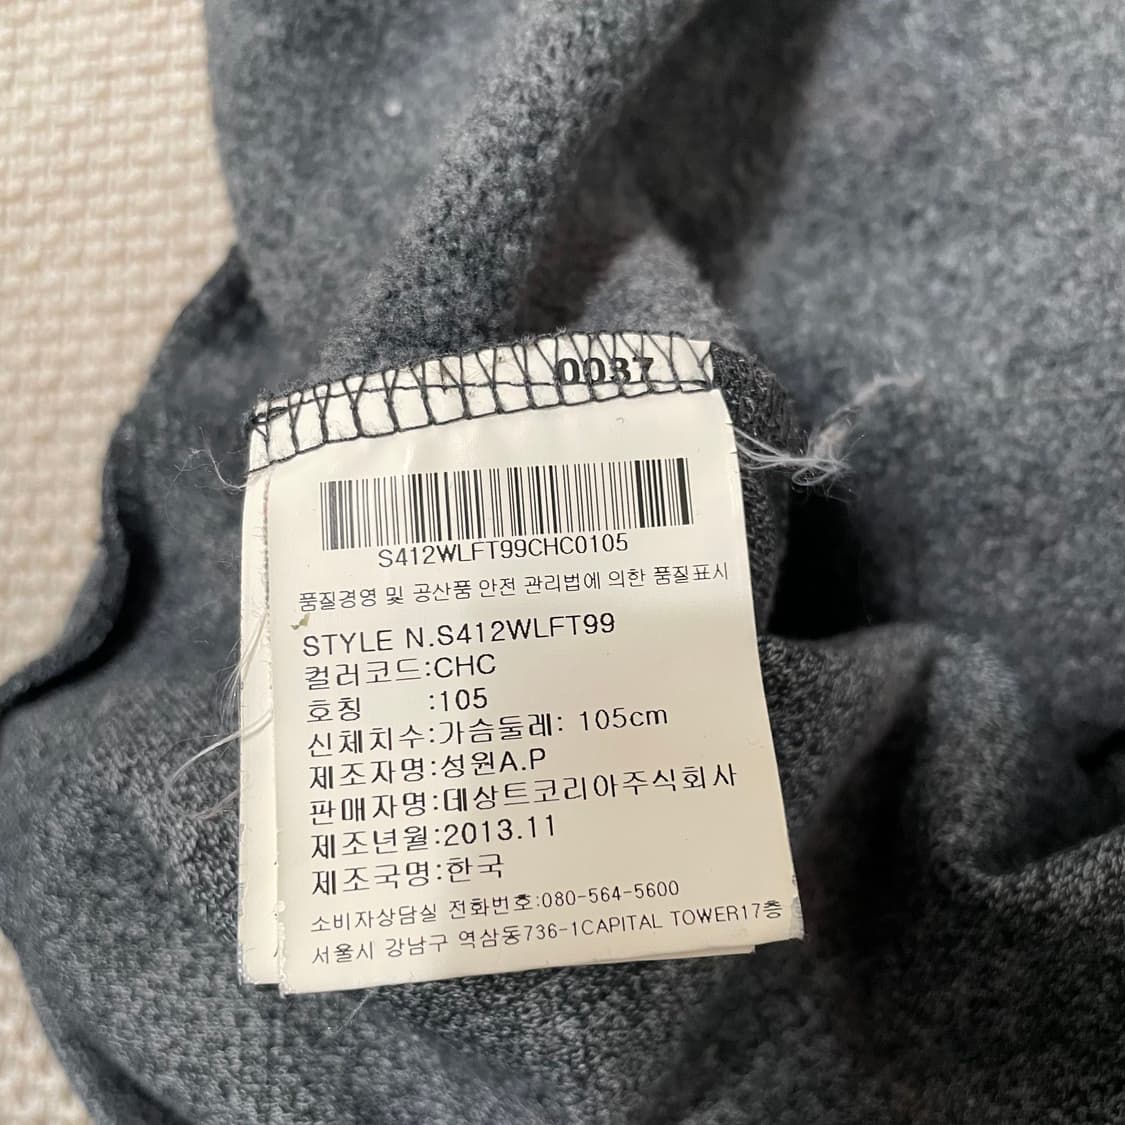 0037
S412WLFT99CHC0105
품질경영 및 공산품 안전 관리법에 의한 품질표시
STYLE N.S412WLFT99
컬러코드:CHC
호칭 :105
신체치수:가슴둘레: 105cm
제조자명:성원A.P
판매자명:데상트코리아주식회사
제조년월:2013.11
제조국명:한국
소비자상담실 전화번호:080-564-5600
서울시 강남구 역삼동736-1CAPITAL TOWER17층